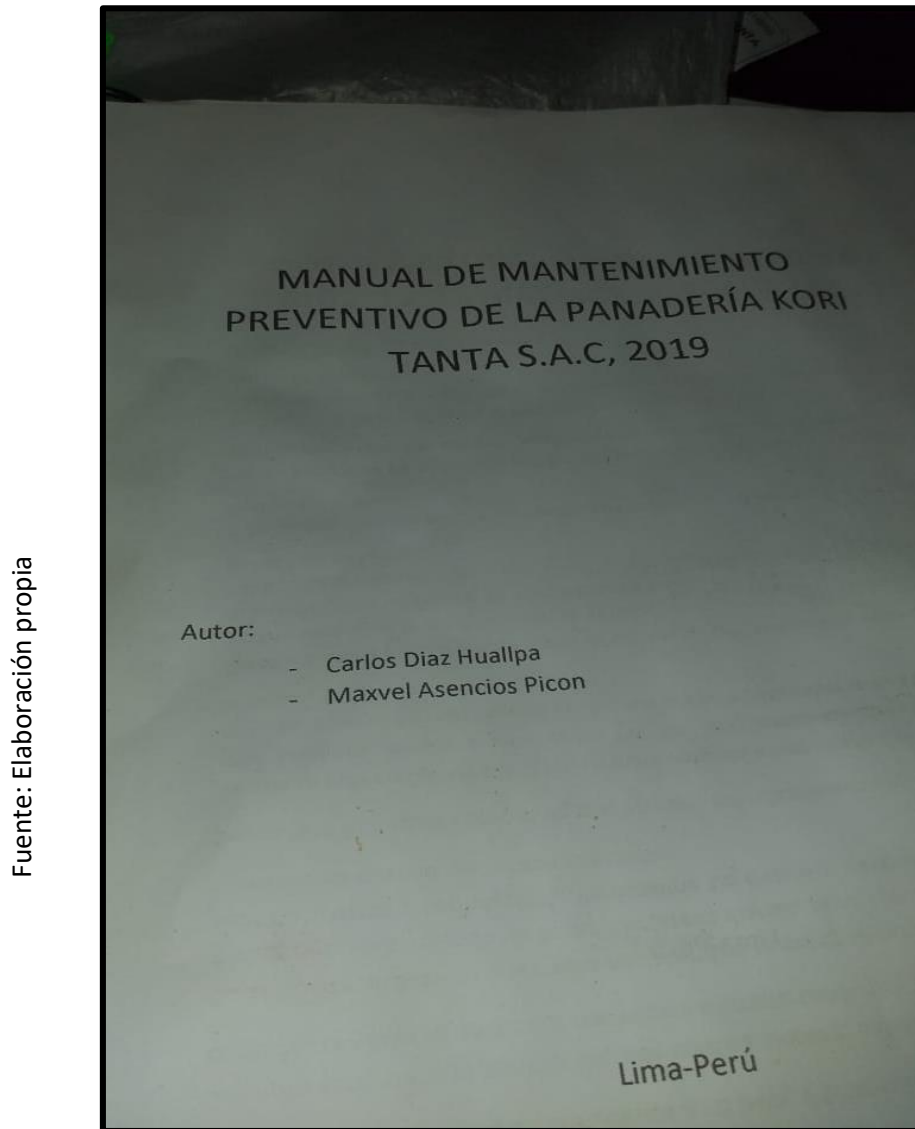 MANUAL DE MANTENIMIENTO
PREVENTIVO DE LA PANADERÍA KORI
TANTA S.A.C, 2019
Autor:
- Carlos Diaz Huallpa
- Maxvel Asencios Picon
Lima-Perú
Fuente: Elaboración propia